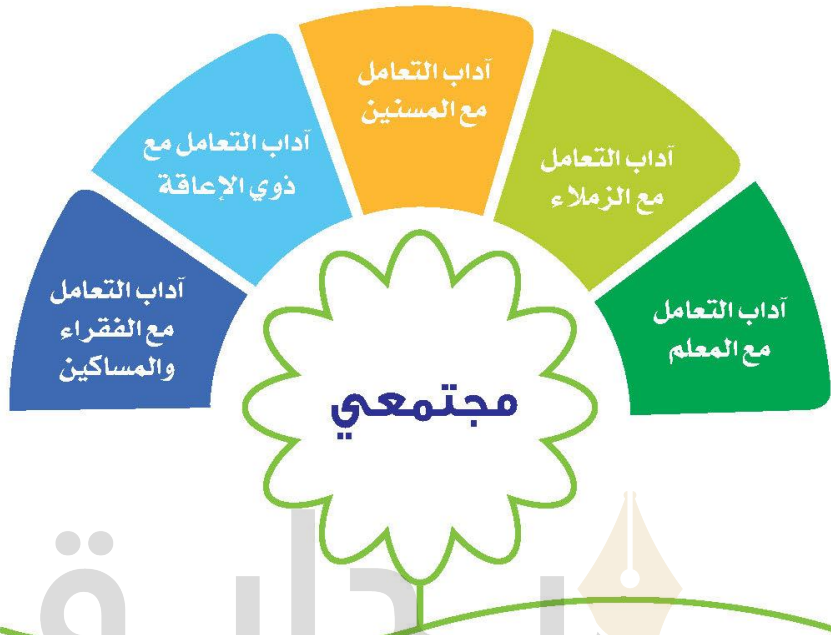 آداب التعامل
مع المعلم
آداب التعامل
مع الزملاء
آداب التعامل
مع المسنين
آداب التعامل مع
ذوي الإعاقة
آداب التعامل
مع الفقراء
والمساكين
مجتمعي